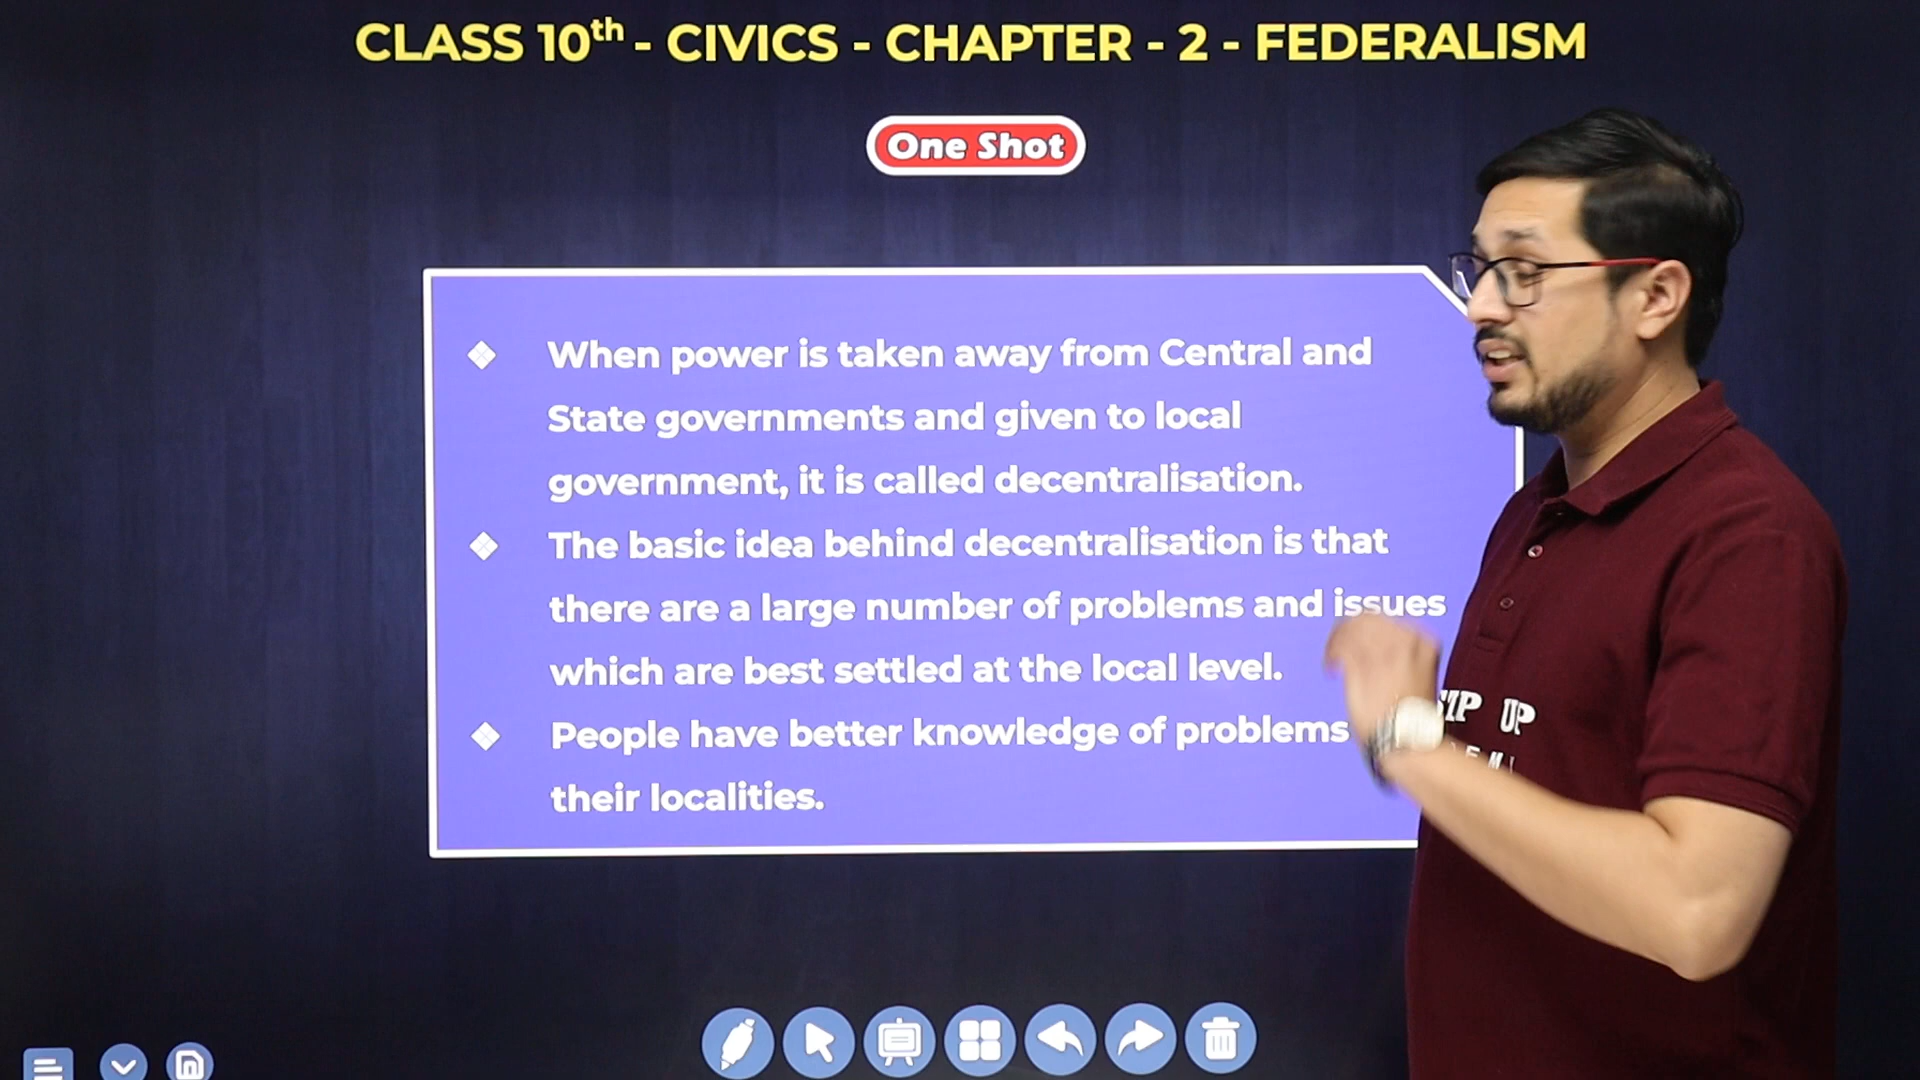 CLASS 10th - CIVICS - CHAPTER - 2 - FEDERALISM
One Shot
❖ When power is taken away from Central and
State governments and given to local
government, it is called decentralisation.
❖ The basic idea behind decentralisation is that
there are a large number of problems and issues
which are best settled at the local level.
❖ People have better knowledge of problems
their localities.
UP